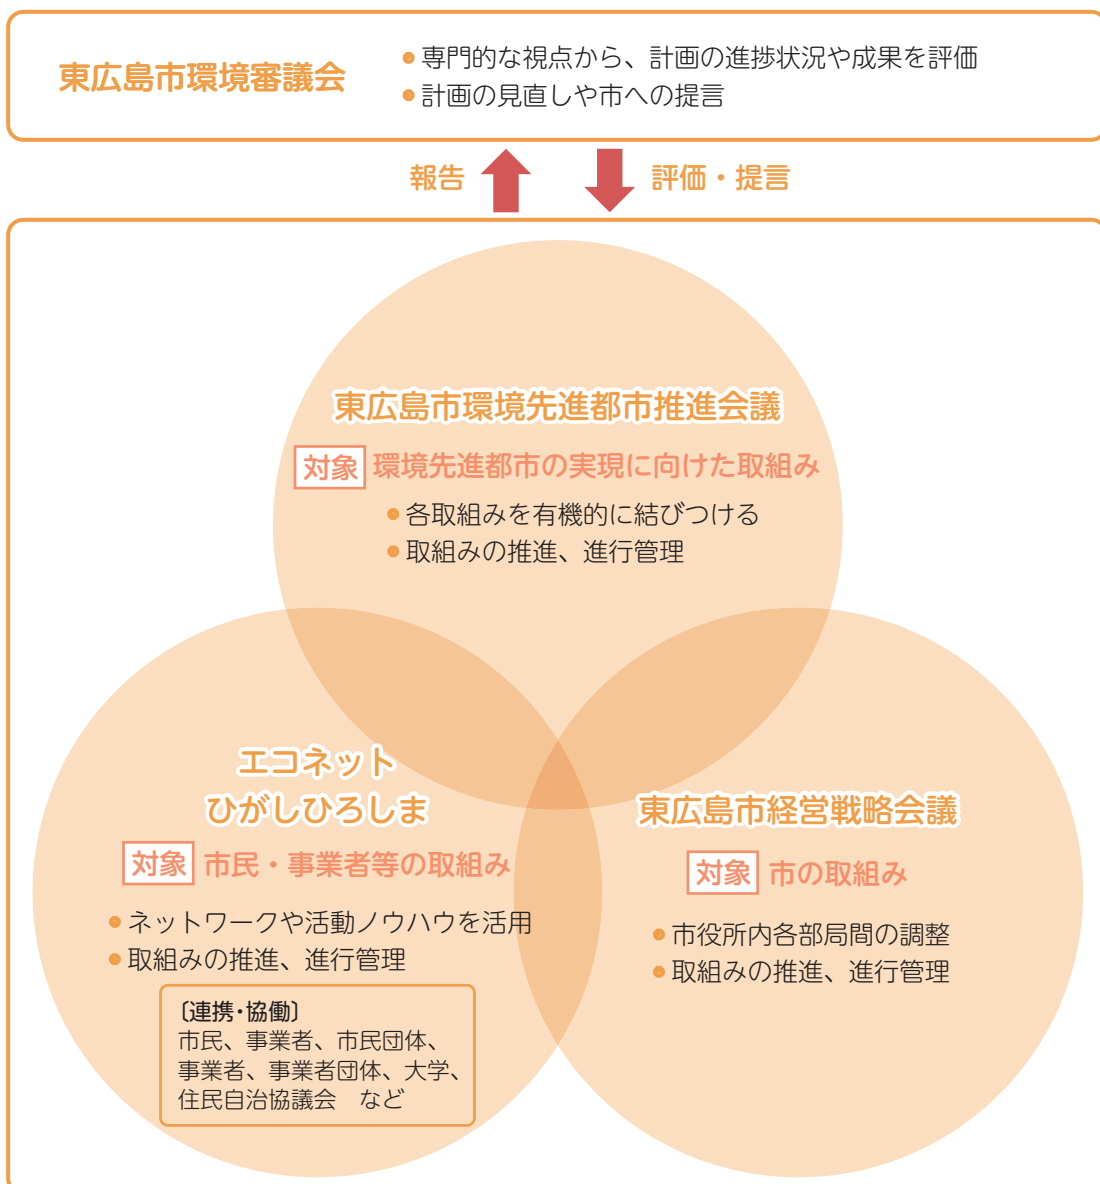 東広島市環境審議会
● 専門的な視点から、計画の進捗状況や成果を評価
● 計画の見直しや市への提言
報告
評価・提言
東広島市環境先進都市推進会議
対象 環境先進都市の実現に向けた取組み
● 各取組みを有機的に結びつける
● 取組みの推進、進行管理
エコネット
ひがしひろしま
対象 市民・事業者等の取組み
● ネットワークや活動ノウハウを活用
● 取組みの推進、進行管理
〔連携・協働〕
市民、事業者、市民団体、
事業者、事業者団体、大学、
住民自治協議会　など
東広島市経営戦略会議
対象 市の取組み
● 市役所内各部局間の調整
● 取組みの推進、進行管理